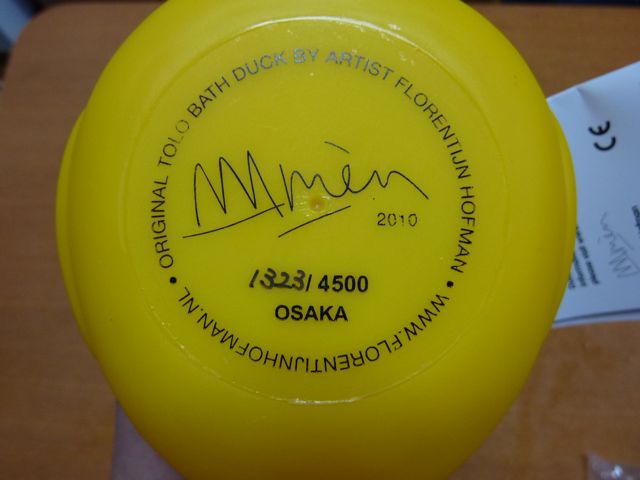 ORIGINAL TOLO BATH DUCK BY ARTIST FLORENTIJN HOFMAN • WWW.FLORENTIJNHOFMAN.NL •
2010
1323/ 4500
OSAKA
CE